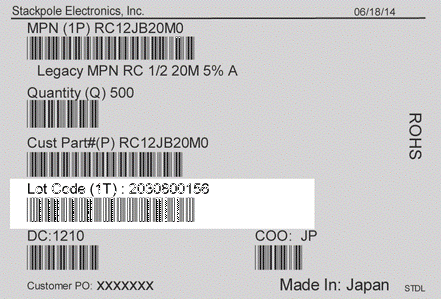 Stackpole Electronics, Inc. 06/18/14
MPN (1P) RC12JB20M0
Legacy MPN RC 1/2 20M 5% A
Quantity (Q) 500
ROHS
Cust Part#(P) RC12JB20M0
Lot Code (1T) : 2030600156
DC:1210 COO: JP
Customer PO: XXXXXXX Made In: Japan STDL